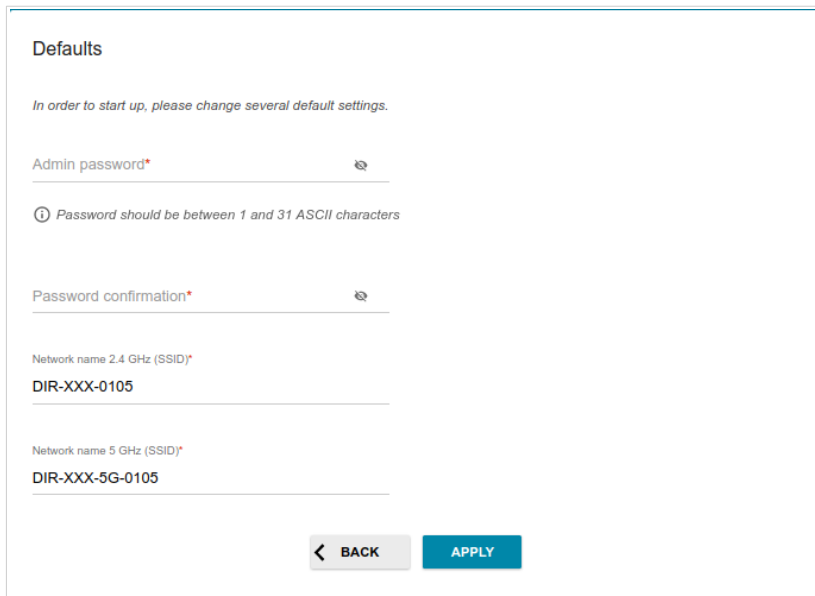 Defaults
In order to start up, please change several default settings.
Admin password*
Password should be between 1 and 31 ASCII characters
Password confirmation*
Network name 2.4 GHz (SSID)*
DIR-XXX-0105
Network name 5 GHz (SSID)*
DIR-XXX-5G-0105
BACK APPLY